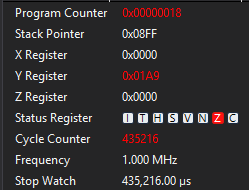 Program Counter 0x00000018
Stack Pointer 0x08FF
X Register 0x0000
Y Register 0x01A9
Z Register 0x0000
Status Register I T H S V N Z C
Cycle Counter 435216
Frequency 1.000 MHz
Stop Watch 435,216.00 µs